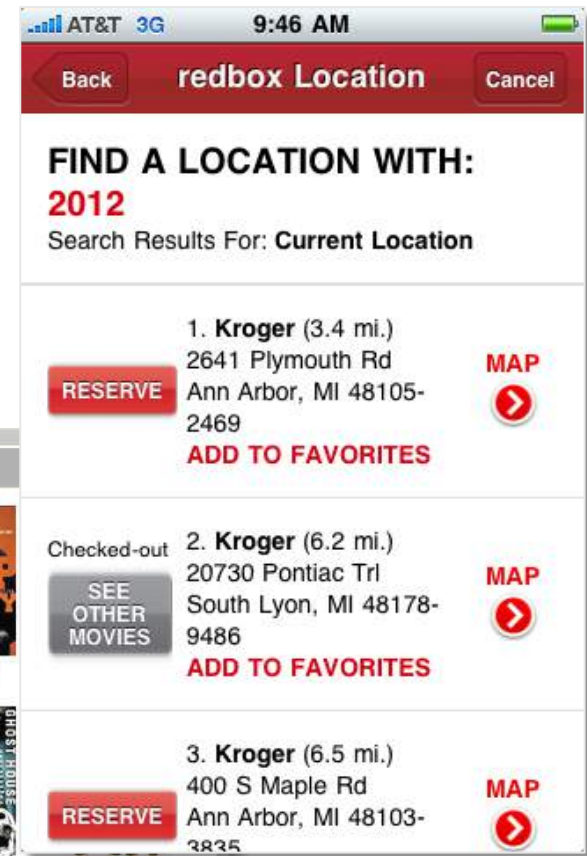 AT&T 3G 9:46 AM
Back redbox Location Cancel
FIND A LOCATION WITH:
2012
Search Results For: Current Location
1. Kroger (3.4 mi.)
2641 Plymouth Rd
Ann Arbor, MI 48105-
2469
ADD TO FAVORITES
RESERVE
MAP
Checked-out
SEE
OTHER
MOVIES
2. Kroger (6.2 mi.)
20730 Pontiac Trl
South Lyon, MI 48178-
9486
ADD TO FAVORITES
MAP
3. Kroger (6.5 mi.)
400 S Maple Rd
Ann Arbor, MI 48103-
3835
RESERVE
MAP
GHOST HOUSE